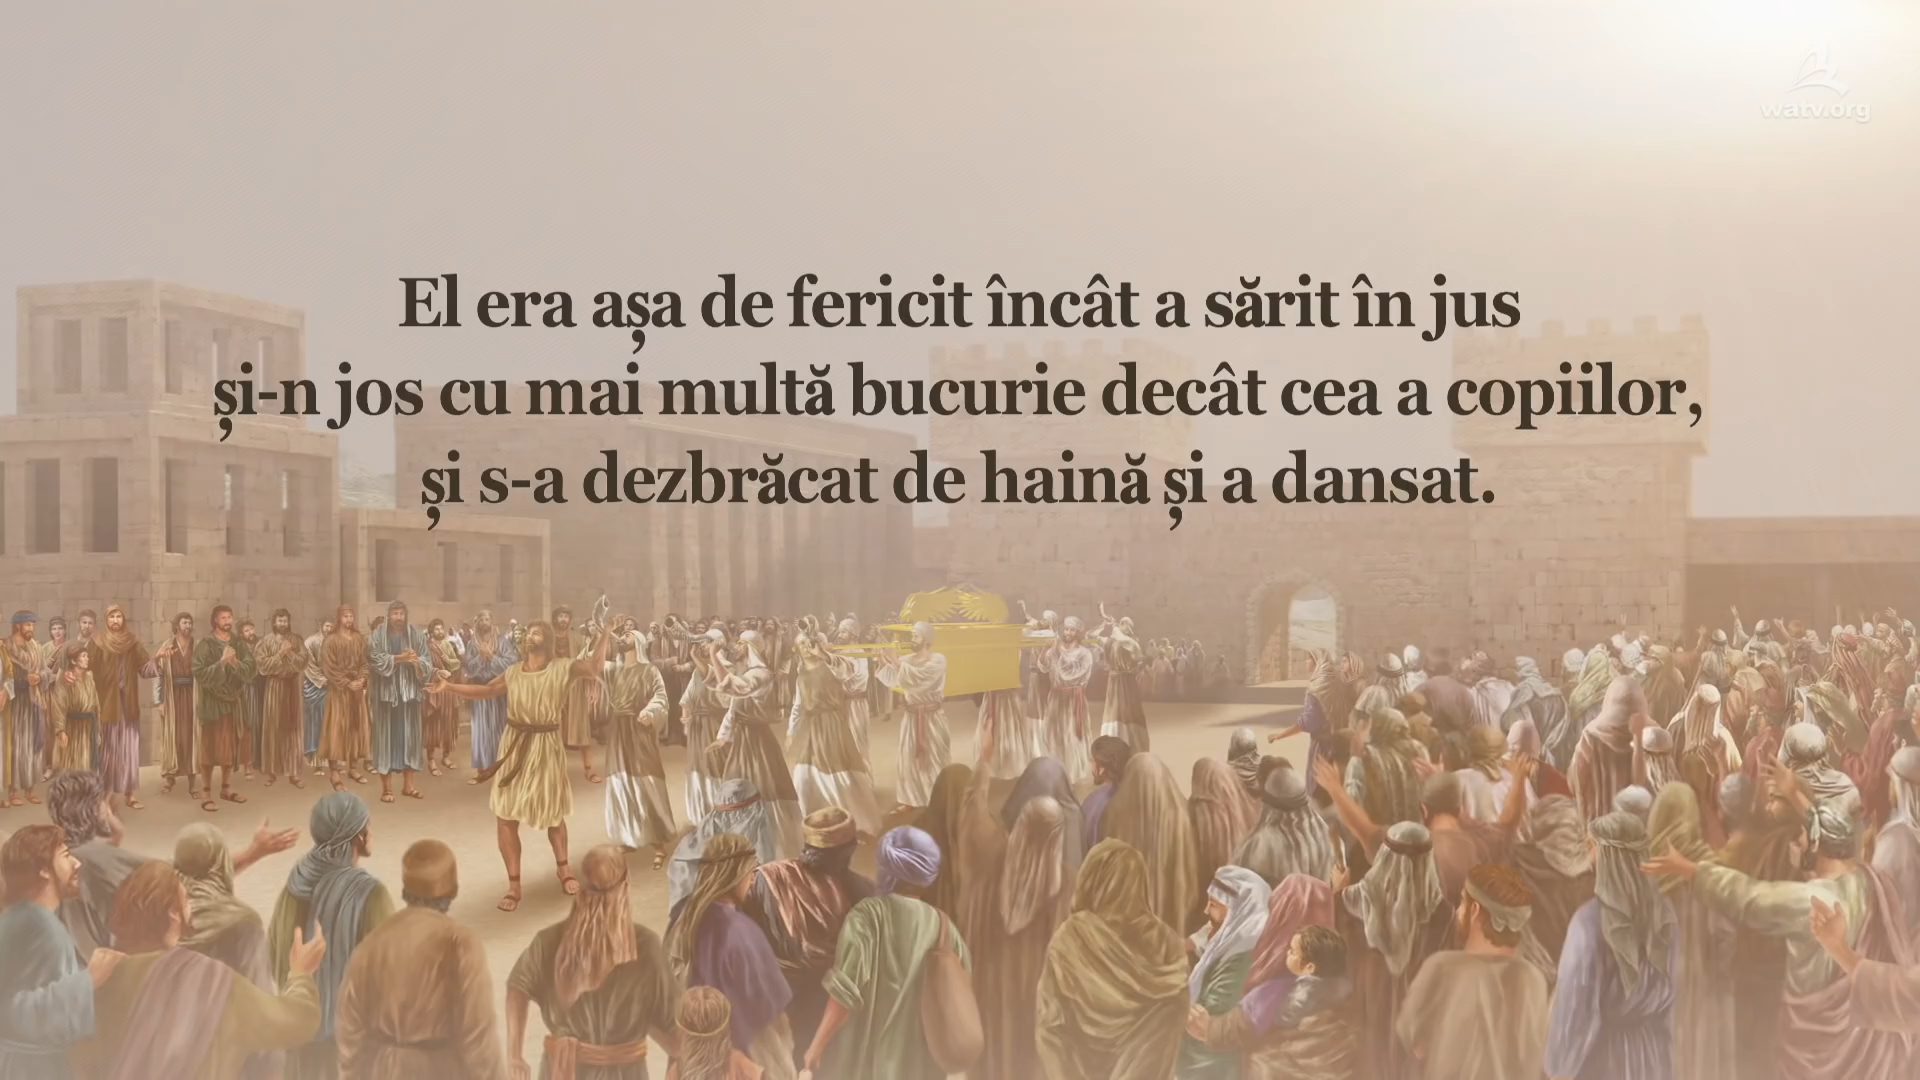 watv.org
El era așa de fericit încât a sărit în jus
și-n jos cu mai multă bucurie decât cea a copiilor,
și s-a dezbrăcat de haină și a dansat.